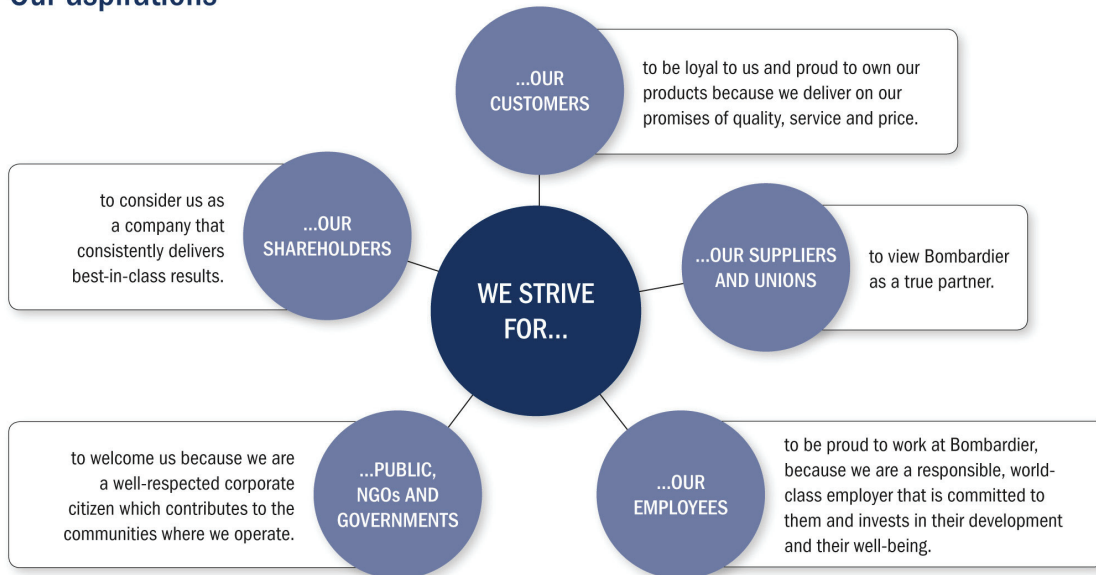 Our aspirations
...OUR
CUSTOMERS
to be loyal to us and proud to own our
products because we deliver on our
promises of quality, service and price.
to consider us as
a company that
consistently delivers
best-in-class results.
...OUR
SHAREHOLDERS
...OUR SUPPLIERS
AND UNIONS
to view Bombardier
as a true partner.
WE STRIVE
FOR...
to welcome us because we are
a well-respected corporate
citizen which contributes to the
communities where we operate.
...PUBLIC,
NGOs AND
GOVERNMENTS
...OUR
EMPLOYEES
to be proud to work at Bombardier,
because we are a responsible, world-
class employer that is committed to
them and invests in their development
and their well-being.